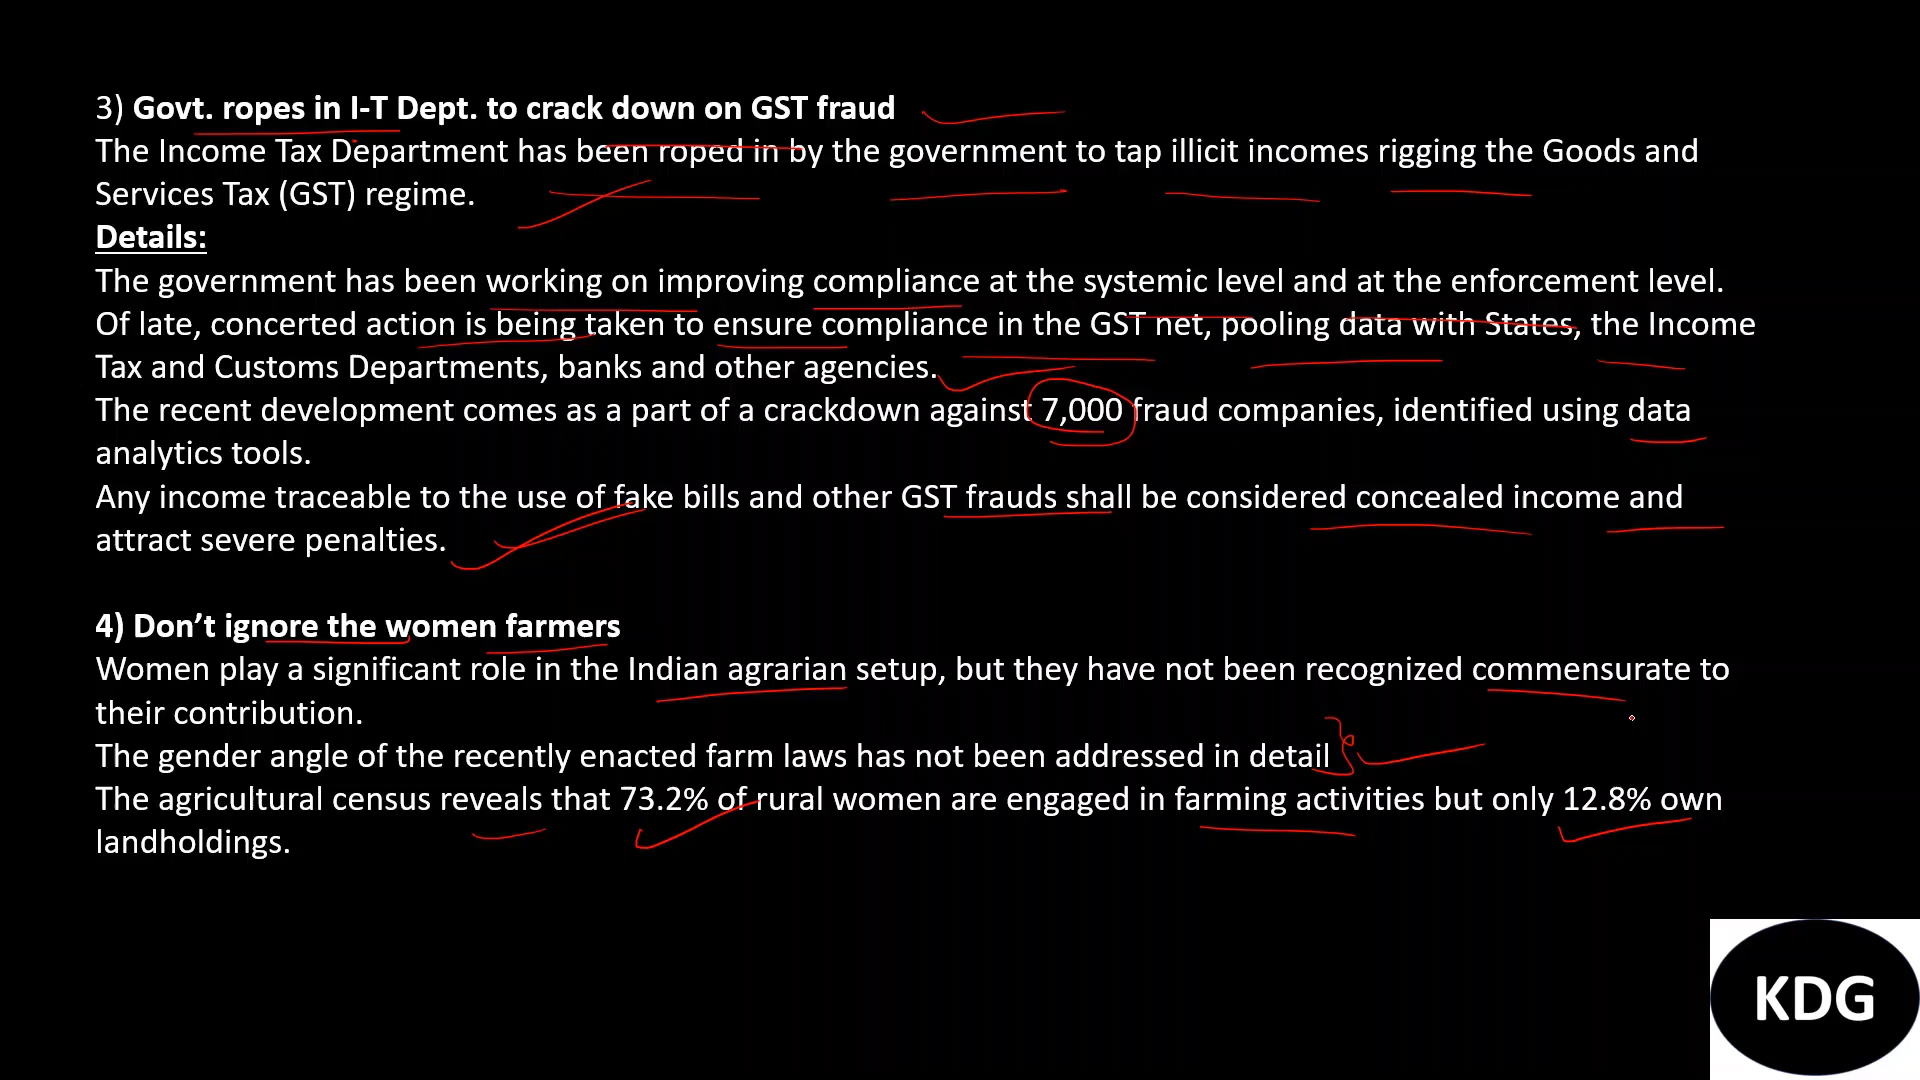 3) Govt. ropes in I-T Dept. to crack down on GST fraud
The Income Tax Department has been roped in by the government to tap illicit incomes rigging the Goods and
Services Tax (GST) regime.
Details:
The government has been working on improving compliance at the systemic level and at the enforcement level.
Of late, concerted action is being taken to ensure compliance in the GST net, pooling data with States, the Income
Tax and Customs Departments, banks and other agencies.
The recent development comes as a part of a crackdown against 7,000 fraud companies, identified using data
analytics tools.
Any income traceable to the use of fake bills and other GST frauds shall be considered concealed income and
attract severe penalties.
4) Don’t ignore the women farmers
Women play a significant role in the Indian agrarian setup, but they have not been recognized commensurate to
their contribution.
The gender angle of the recently enacted farm laws has not been addressed in detail
The agricultural census reveals that 73.2% of rural women are engaged in farming activities but only 12.8% own
landholdings.
KDG